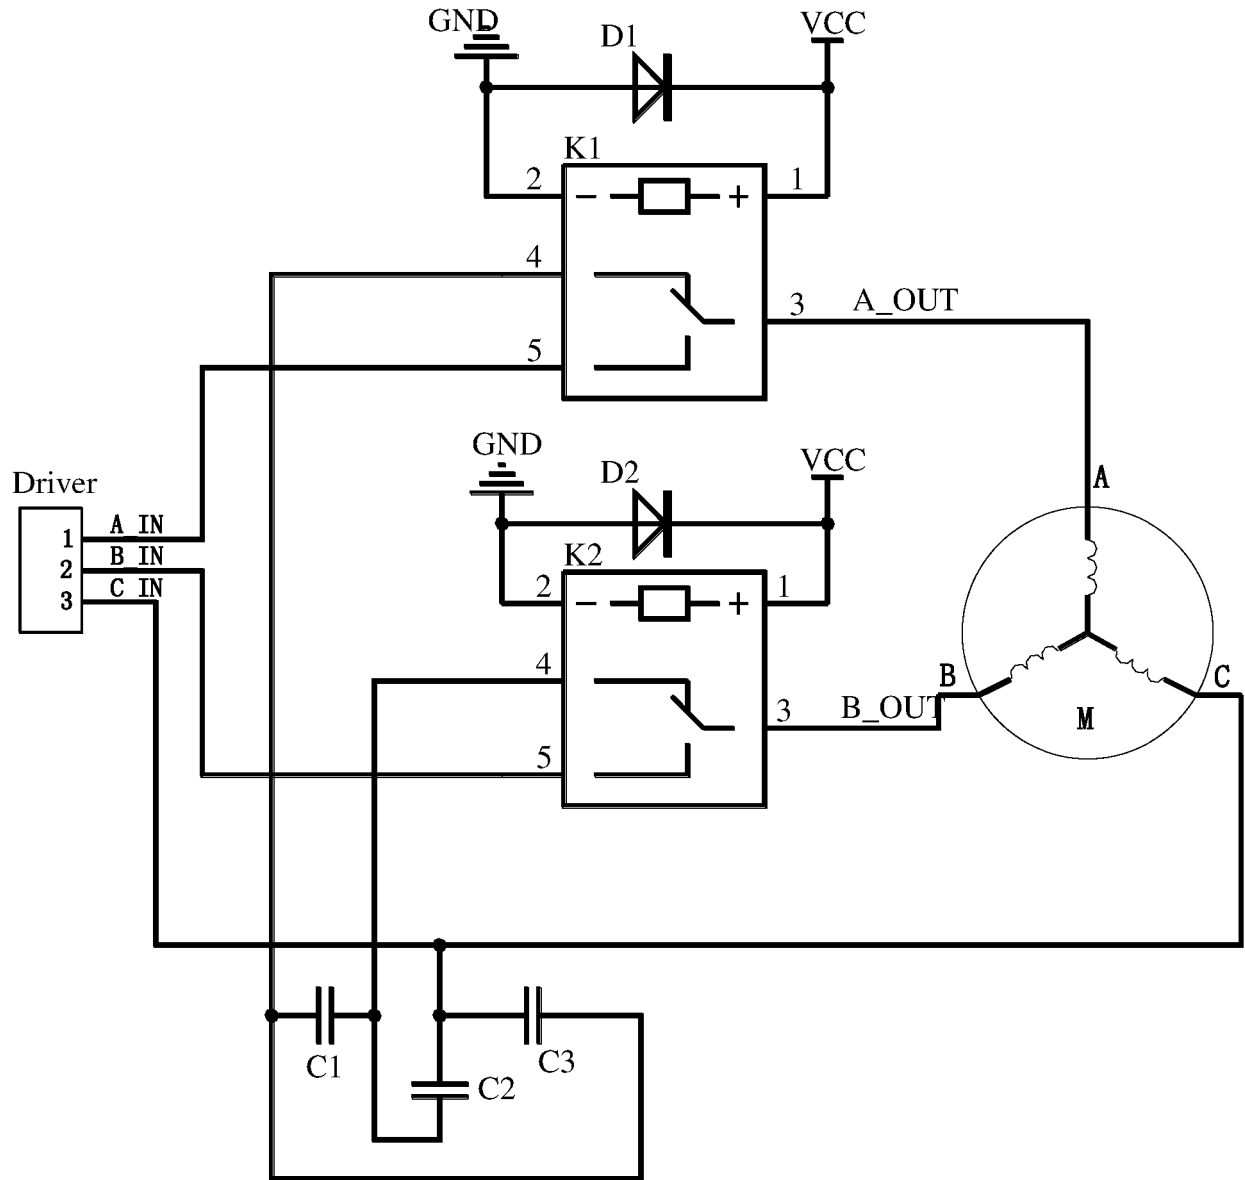 GND
D1
VCC
K1
2
1
− +
4
3
A_OUT
5
GND
D2
VCC
A
Driver
1
A_IN
K2
2
B_IN
3
C_IN
2
1
− +
4
B
C
3
B_OUT
M
5
C1
C3
C2